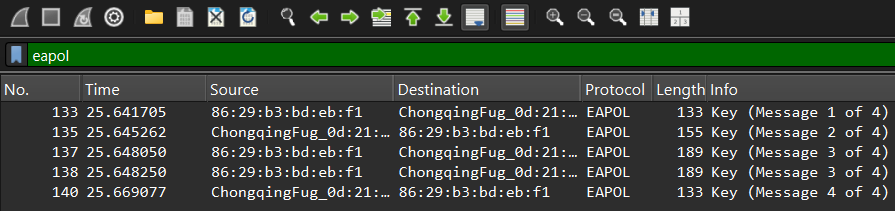 eapol
No. Time Source Destination Protocol Length Info
133 25.641705 86:29:b3:bd:eb:f1 ChongqingFug_0d:21:… EAPOL 133 Key (Message 1 of 4)
135 25.645262 ChongqingFug_0d:21:… 86:29:b3:bd:eb:f1 EAPOL 155 Key (Message 2 of 4)
137 25.648050 86:29:b3:bd:eb:f1 ChongqingFug_0d:21:… EAPOL 189 Key (Message 3 of 4)
138 25.648250 86:29:b3:bd:eb:f1 ChongqingFug_0d:21:… EAPOL 189 Key (Message 3 of 4)
140 25.669077 ChongqingFug_0d:21:… 86:29:b3:bd:eb:f1 EAPOL 133 Key (Message 4 of 4)